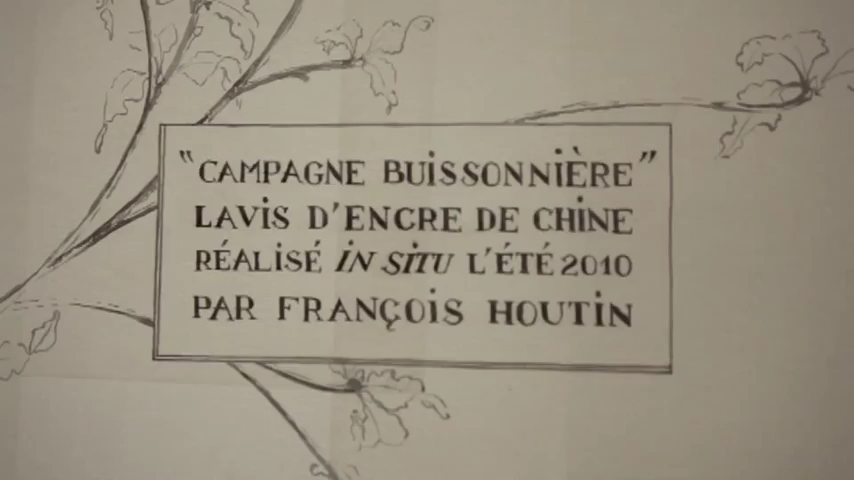 "CAMPAGNE BUISSONNIÈRE"
LAVIS D'ENCRE DE CHINE
RÉALISÉ IN SITU L'ÉTÉ 2010
PAR FRANÇOIS HOUTIN